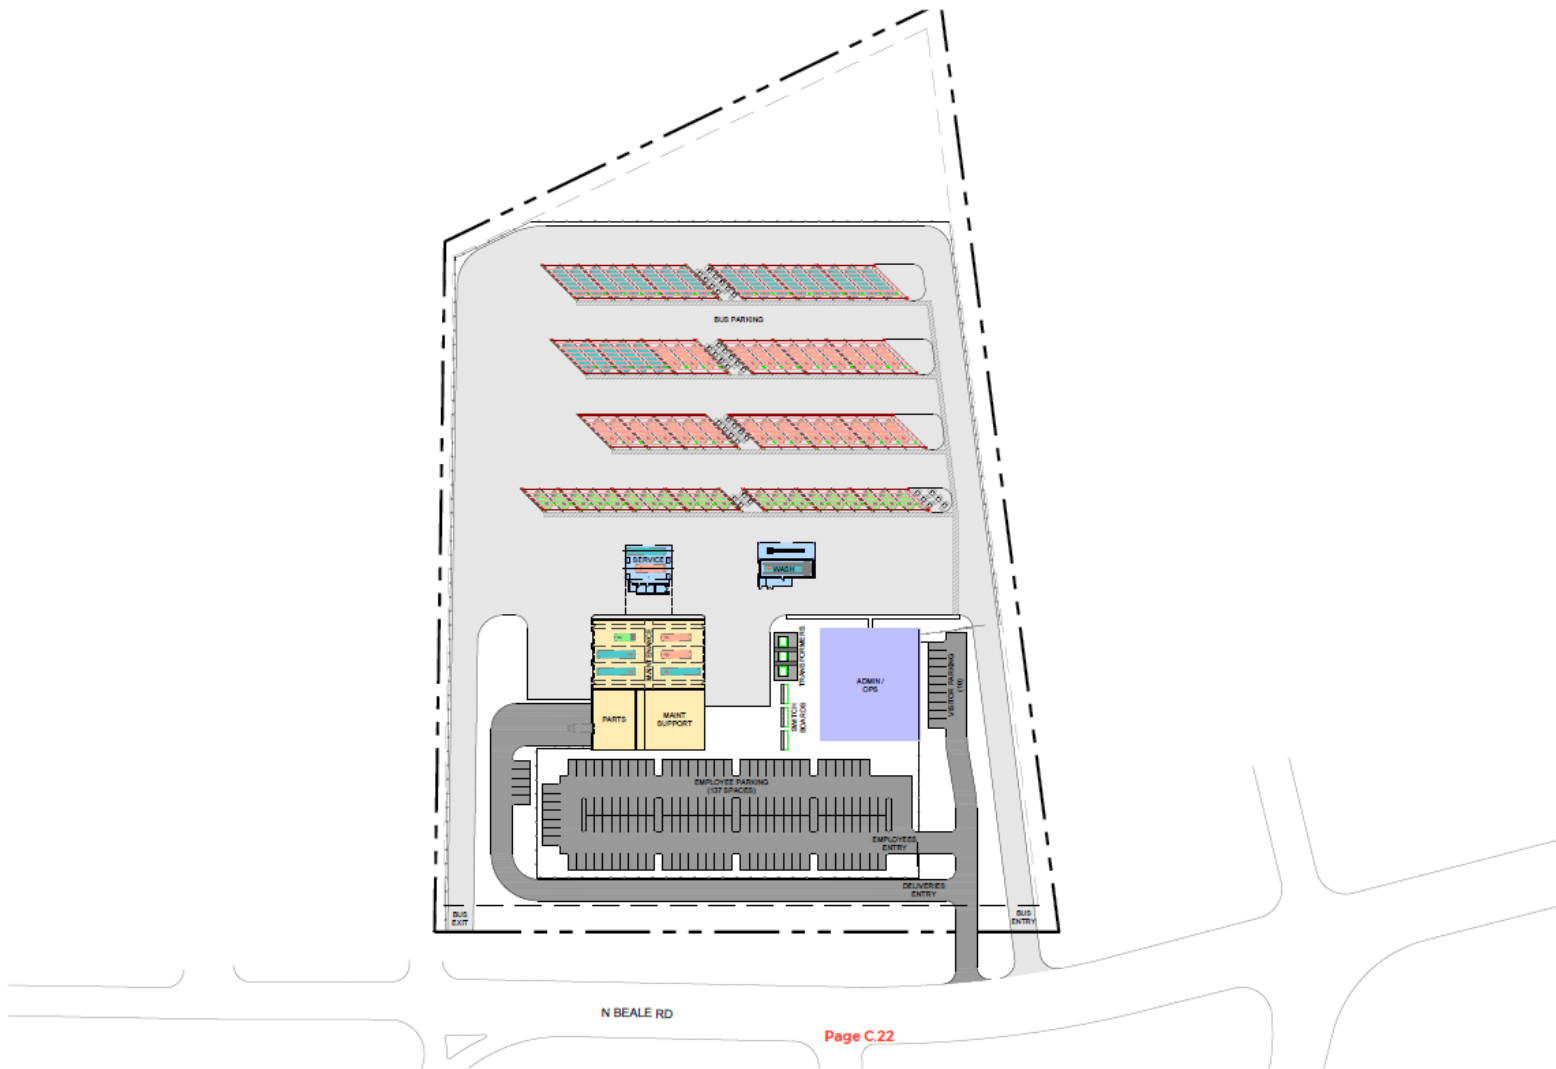 BUS PARKING
SERVICE
WASH
MAINTENANCE
TRANSFORMERS
ADMIN /
OPS
VISITOR PARKING
(10)
PARTS
MAINT
SUPPORT
SWITCH
BOARDS
EMPLOYEE PARKING
(137 SPACES)
EMPLOYEES
ENTRY
DELIVERIES
ENTRY
BUS
EXIT
BUS
ENTRY
N BEALE RD
Page C.22